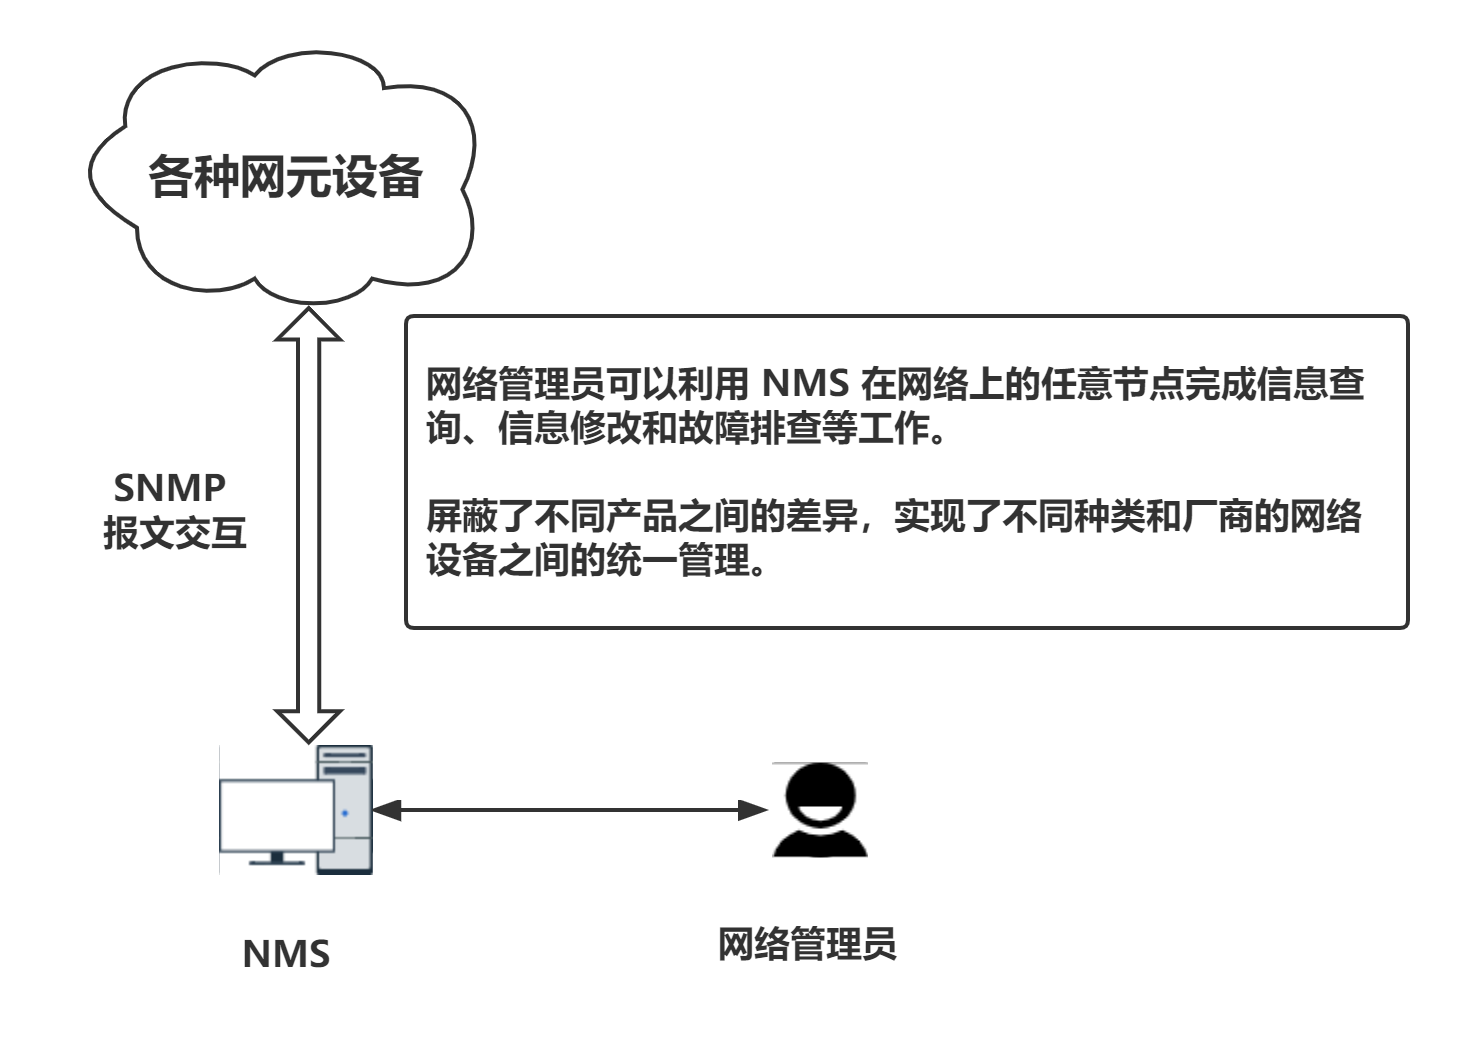 各种网元设备
网络管理员可以利用 NMS 在网络上的任意节点完成信息查
询、信息修改和故障排查等工作。
屏蔽了不同产品之间的差异，实现了不同种类和厂商的网络
设备之间的统一管理。
SNMP
报文交互
NMS
网络管理员